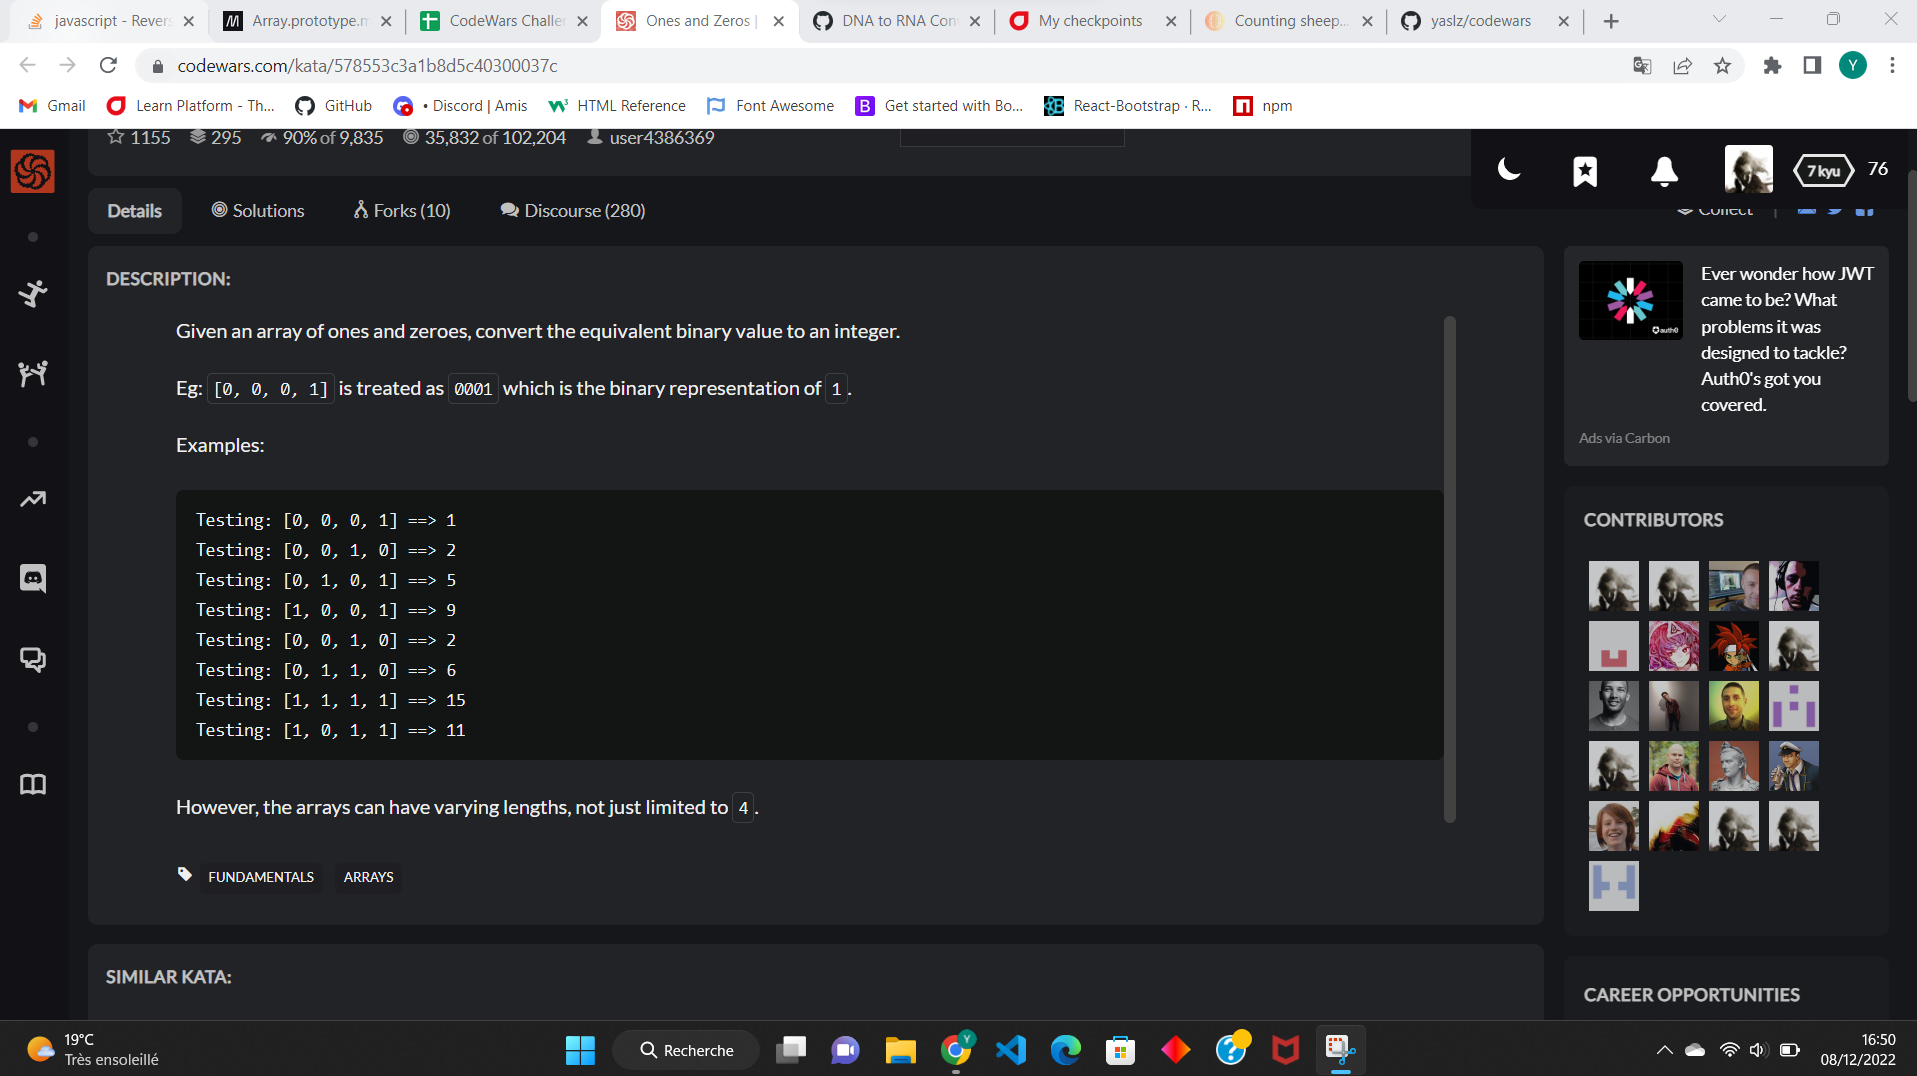 javascript - Revers
Array.prototype.m
CodeWars Challen
Ones and Zeros |
DNA to RNA Con
My checkpoints
Counting sheep...
yaslz/codewars
codewars.com/kata/578553c3a1b8d5c40300037c
Y
Gmail
Learn Platform - Th...
GitHub
• Discord | Amis
HTML Reference
Font Awesome
Get started with Bo...
React-Bootstrap · R...
npm
1155
295
90% of 9,835
35,832 of 102,204
user4386369
7 kyu
76
Details
Solutions
Forks (10)
Discourse (280)
Collect
DESCRIPTION:
Given an array of ones and zeroes, convert the equivalent binary value to an integer.
Eg: [0, 0, 0, 1] is treated as 0001 which is the binary representation of 1.
Examples:
Testing: [0, 0, 0, 1] ==> 1
Testing: [0, 0, 1, 0] ==> 2
Testing: [0, 1, 0, 1] ==> 5
Testing: [1, 0, 0, 1] ==> 9
Testing: [0, 0, 1, 0] ==> 2
Testing: [0, 1, 1, 0] ==> 6
Testing: [1, 1, 1, 1] ==> 15
Testing: [1, 0, 1, 1] ==> 11
However, the arrays can have varying lengths, not just limited to 4.
FUNDAMENTALS
ARRAYS
SIMILAR KATA:
auth0
Ever wonder how JWT
came to be? What
problems it was
designed to tackle?
Auth0's got you
covered.
Ads via Carbon
CONTRIBUTORS
CAREER OPPORTUNITIES
19°C
Très ensoleillé
Recherche
Y
16:50
08/12/2022